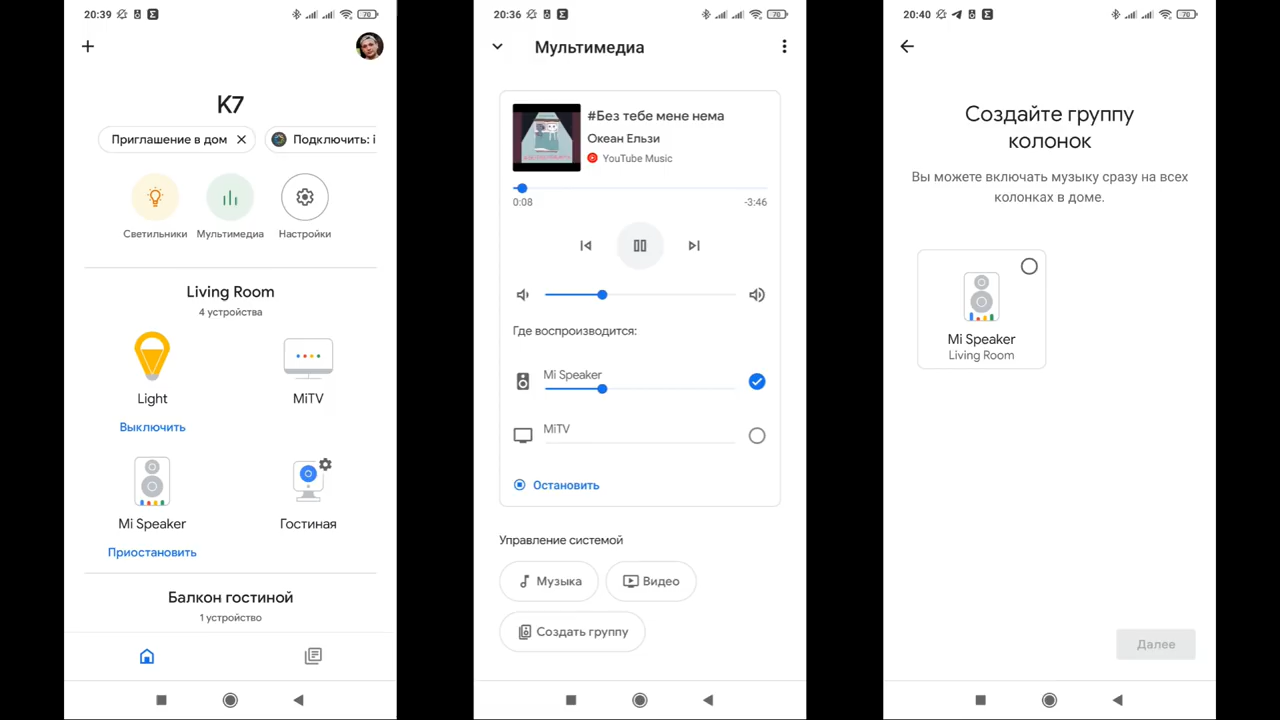 20:39
70
K7
Приглашение в дом
Подключить: i
Светильники
Мультимедиа
Настройки
Living Room
4 устройства
Light
MiTV
Выключить
Mi Speaker
Гостиная
Приостановить
Балкон гостиной
1 устройство
20:36
70
Мультимедиа
#Без тебе мене нема
Океан Ельзи
YouTube Music
0:08
-3:46
Где воспроизводится:
Mi Speaker
MiTV
Остановить
Управление системой
Музыка
Видео
Создать группу
20:40
70
Создайте группу
колонок
Вы можете включать музыку сразу на всех
колонках в доме.
Mi Speaker
Living Room
Далее